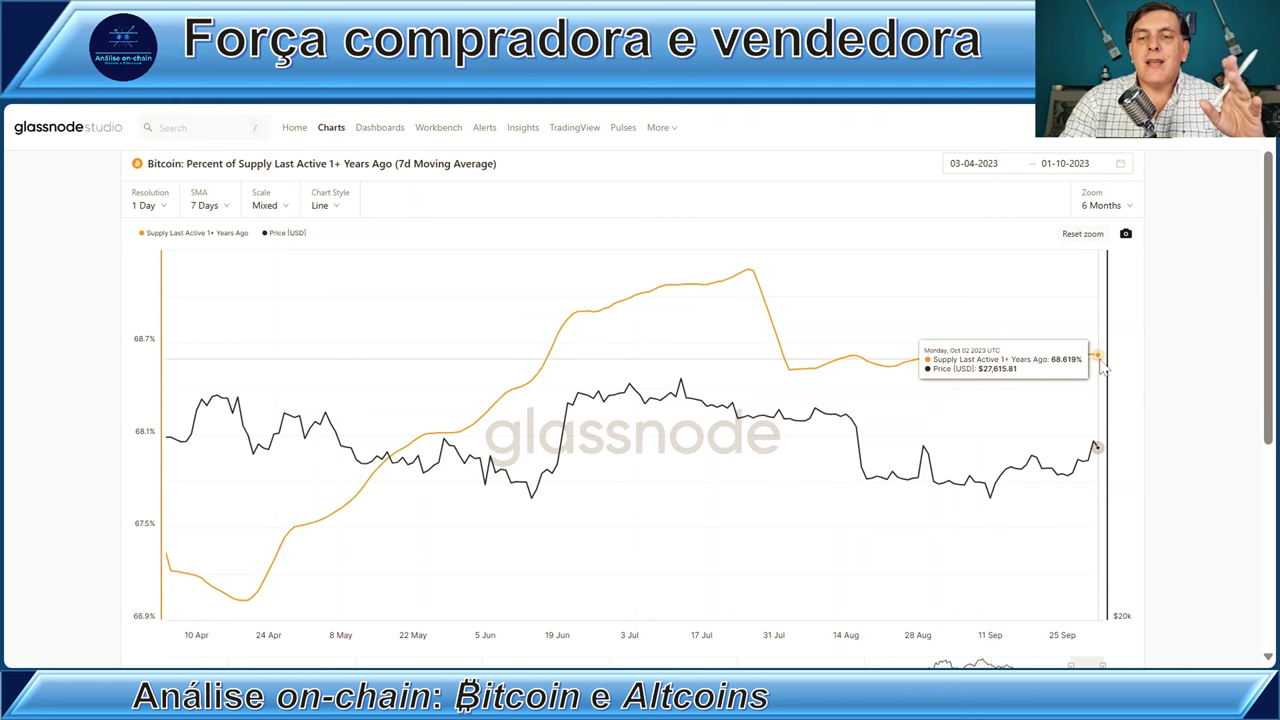 Força compradora e vendedora
Análise on-chain
Bitcoin e Altcoins
glassnodestudio
Search /
Home Charts Dashboards Workbench Alerts Insights TradingView Pulses More
Bitcoin: Percent of Supply Last Active 1+ Years Ago (7d Moving Average)
03-04-2023 → 01-10-2023
Resolution SMA Scale Chart Style Zoom
1 Day 7 Days Mixed Line 6 Months
Supply Last Active 1+ Years Ago Price [USD]
Reset zoom
68.7%
68.1%
67.5%
66.9%
$20k
Monday, Oct 02 2023 UTC
Supply Last Active 1+ Years Ago: 68.619%
Price [USD]: $27,615.81
glassnode
10 Apr 24 Apr 8 May 22 May 5 Jun 19 Jun 3 Jul 17 Jul 31 Jul 14 Aug 28 Aug 11 Sep 25 Sep
Análise on-chain: ₿itcoin e Altcoins